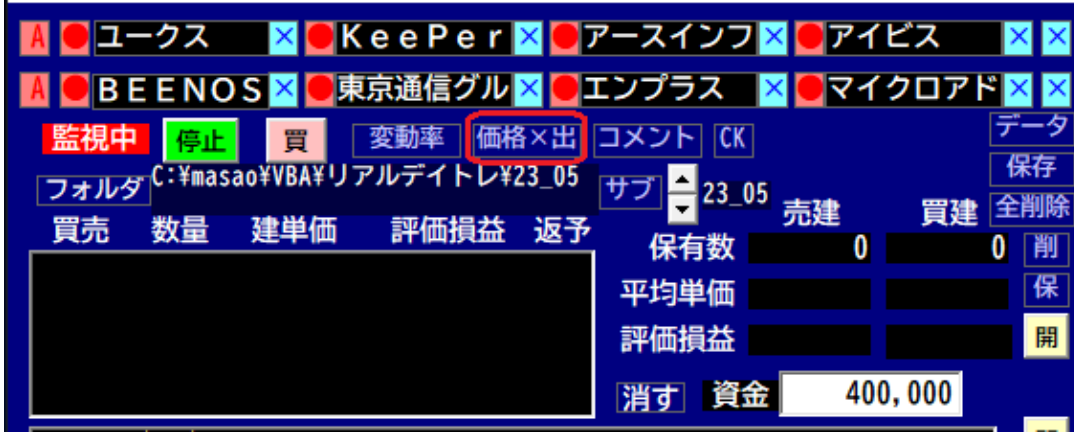 A ユークス × ＫｅｅＰｅｒ × アースインフ × アイビス × ×
A ＢＥＥＮＯＳ × 東京通信グル × エンプラス × マイクロアド × ×
監視中 停止 買 変動率 価格×出 コメント CK データ
フォルダ C:¥masao¥VBA¥リアルデイトレ¥23_05 サブ 23_05 保存
買売 数量 建単価 評価損益 返予 売建 買建 全削除
保有数 0 0 削
平均単価 保
評価損益 開
消す 資金 400,000